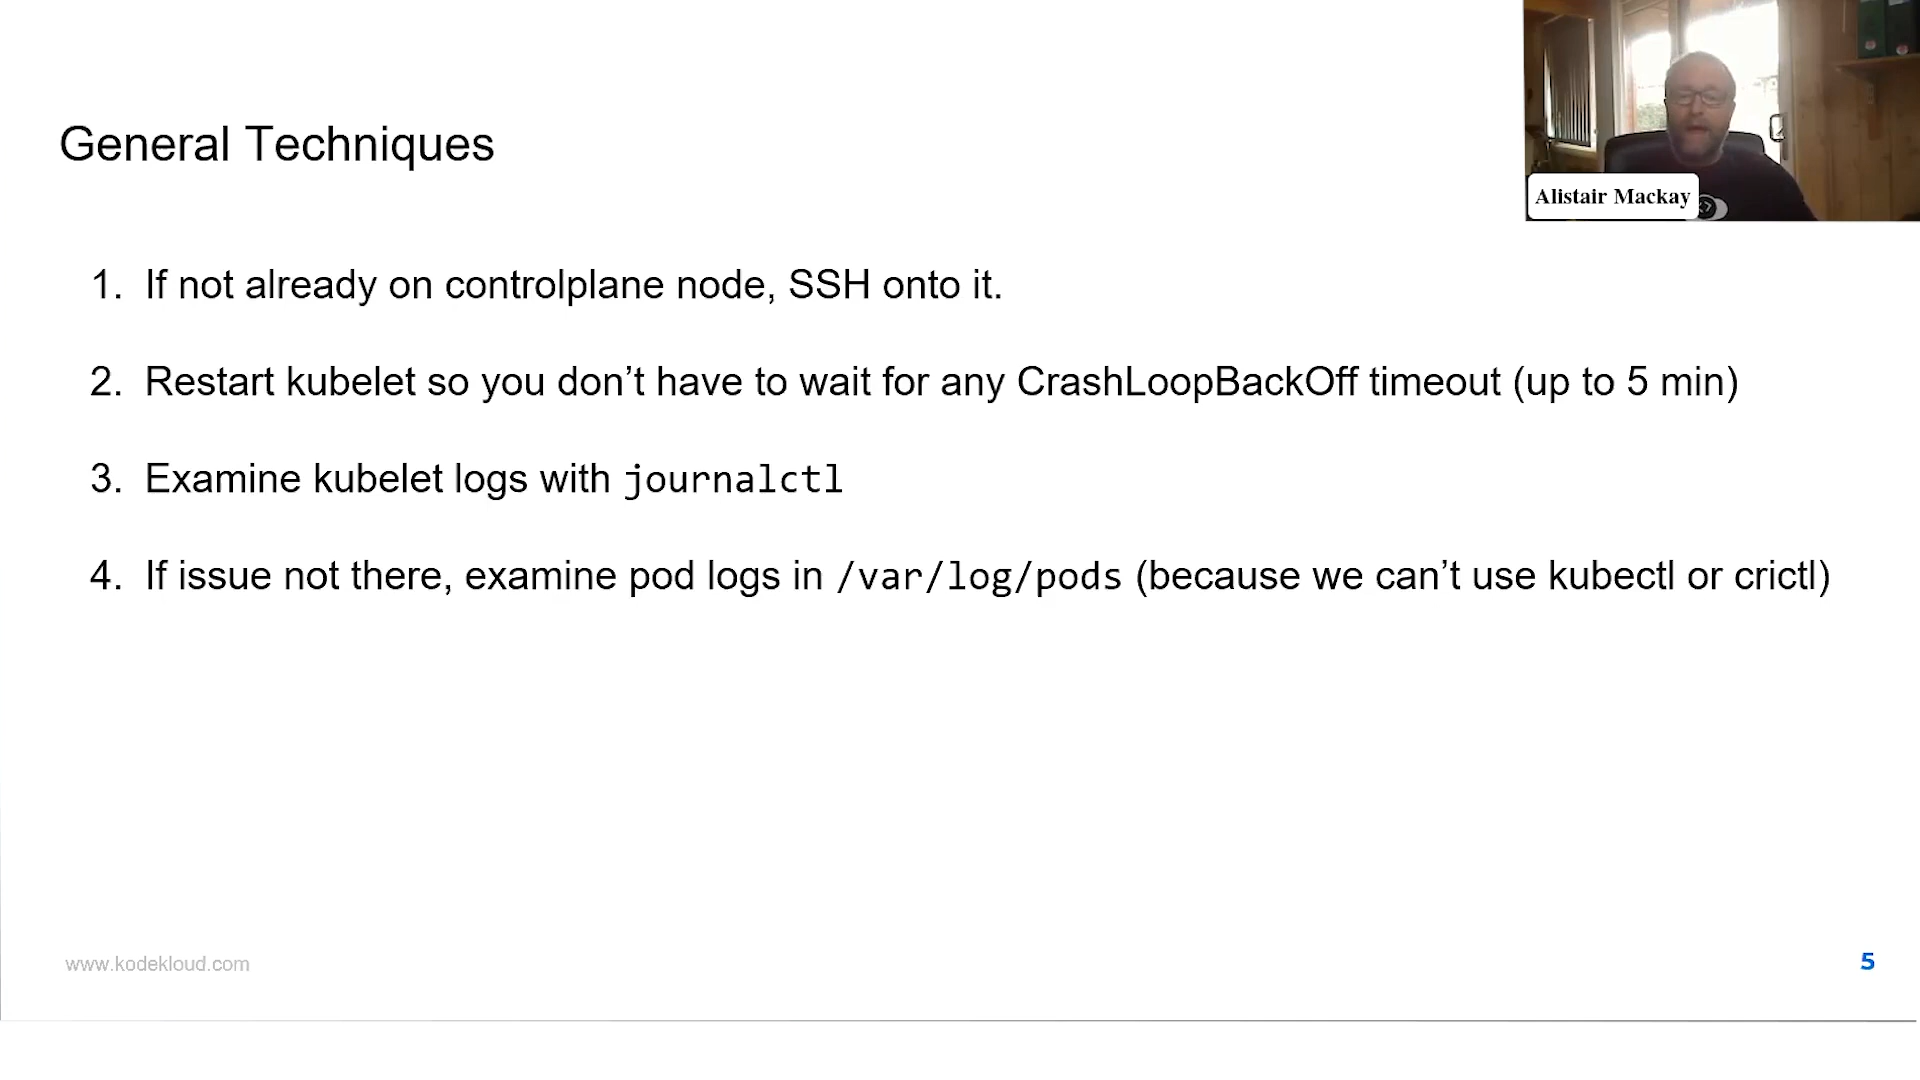 Alistair Mackay
General Techniques
1. If not already on controlplane node, SSH onto it.
2. Restart kubelet so you don’t have to wait for any CrashLoopBackOff timeout (up to 5 min)
3. Examine kubelet logs with journalctl
4. If issue not there, examine pod logs in /var/log/pods (because we can’t use kubectl or crictl)
www.kodekloud.com
5